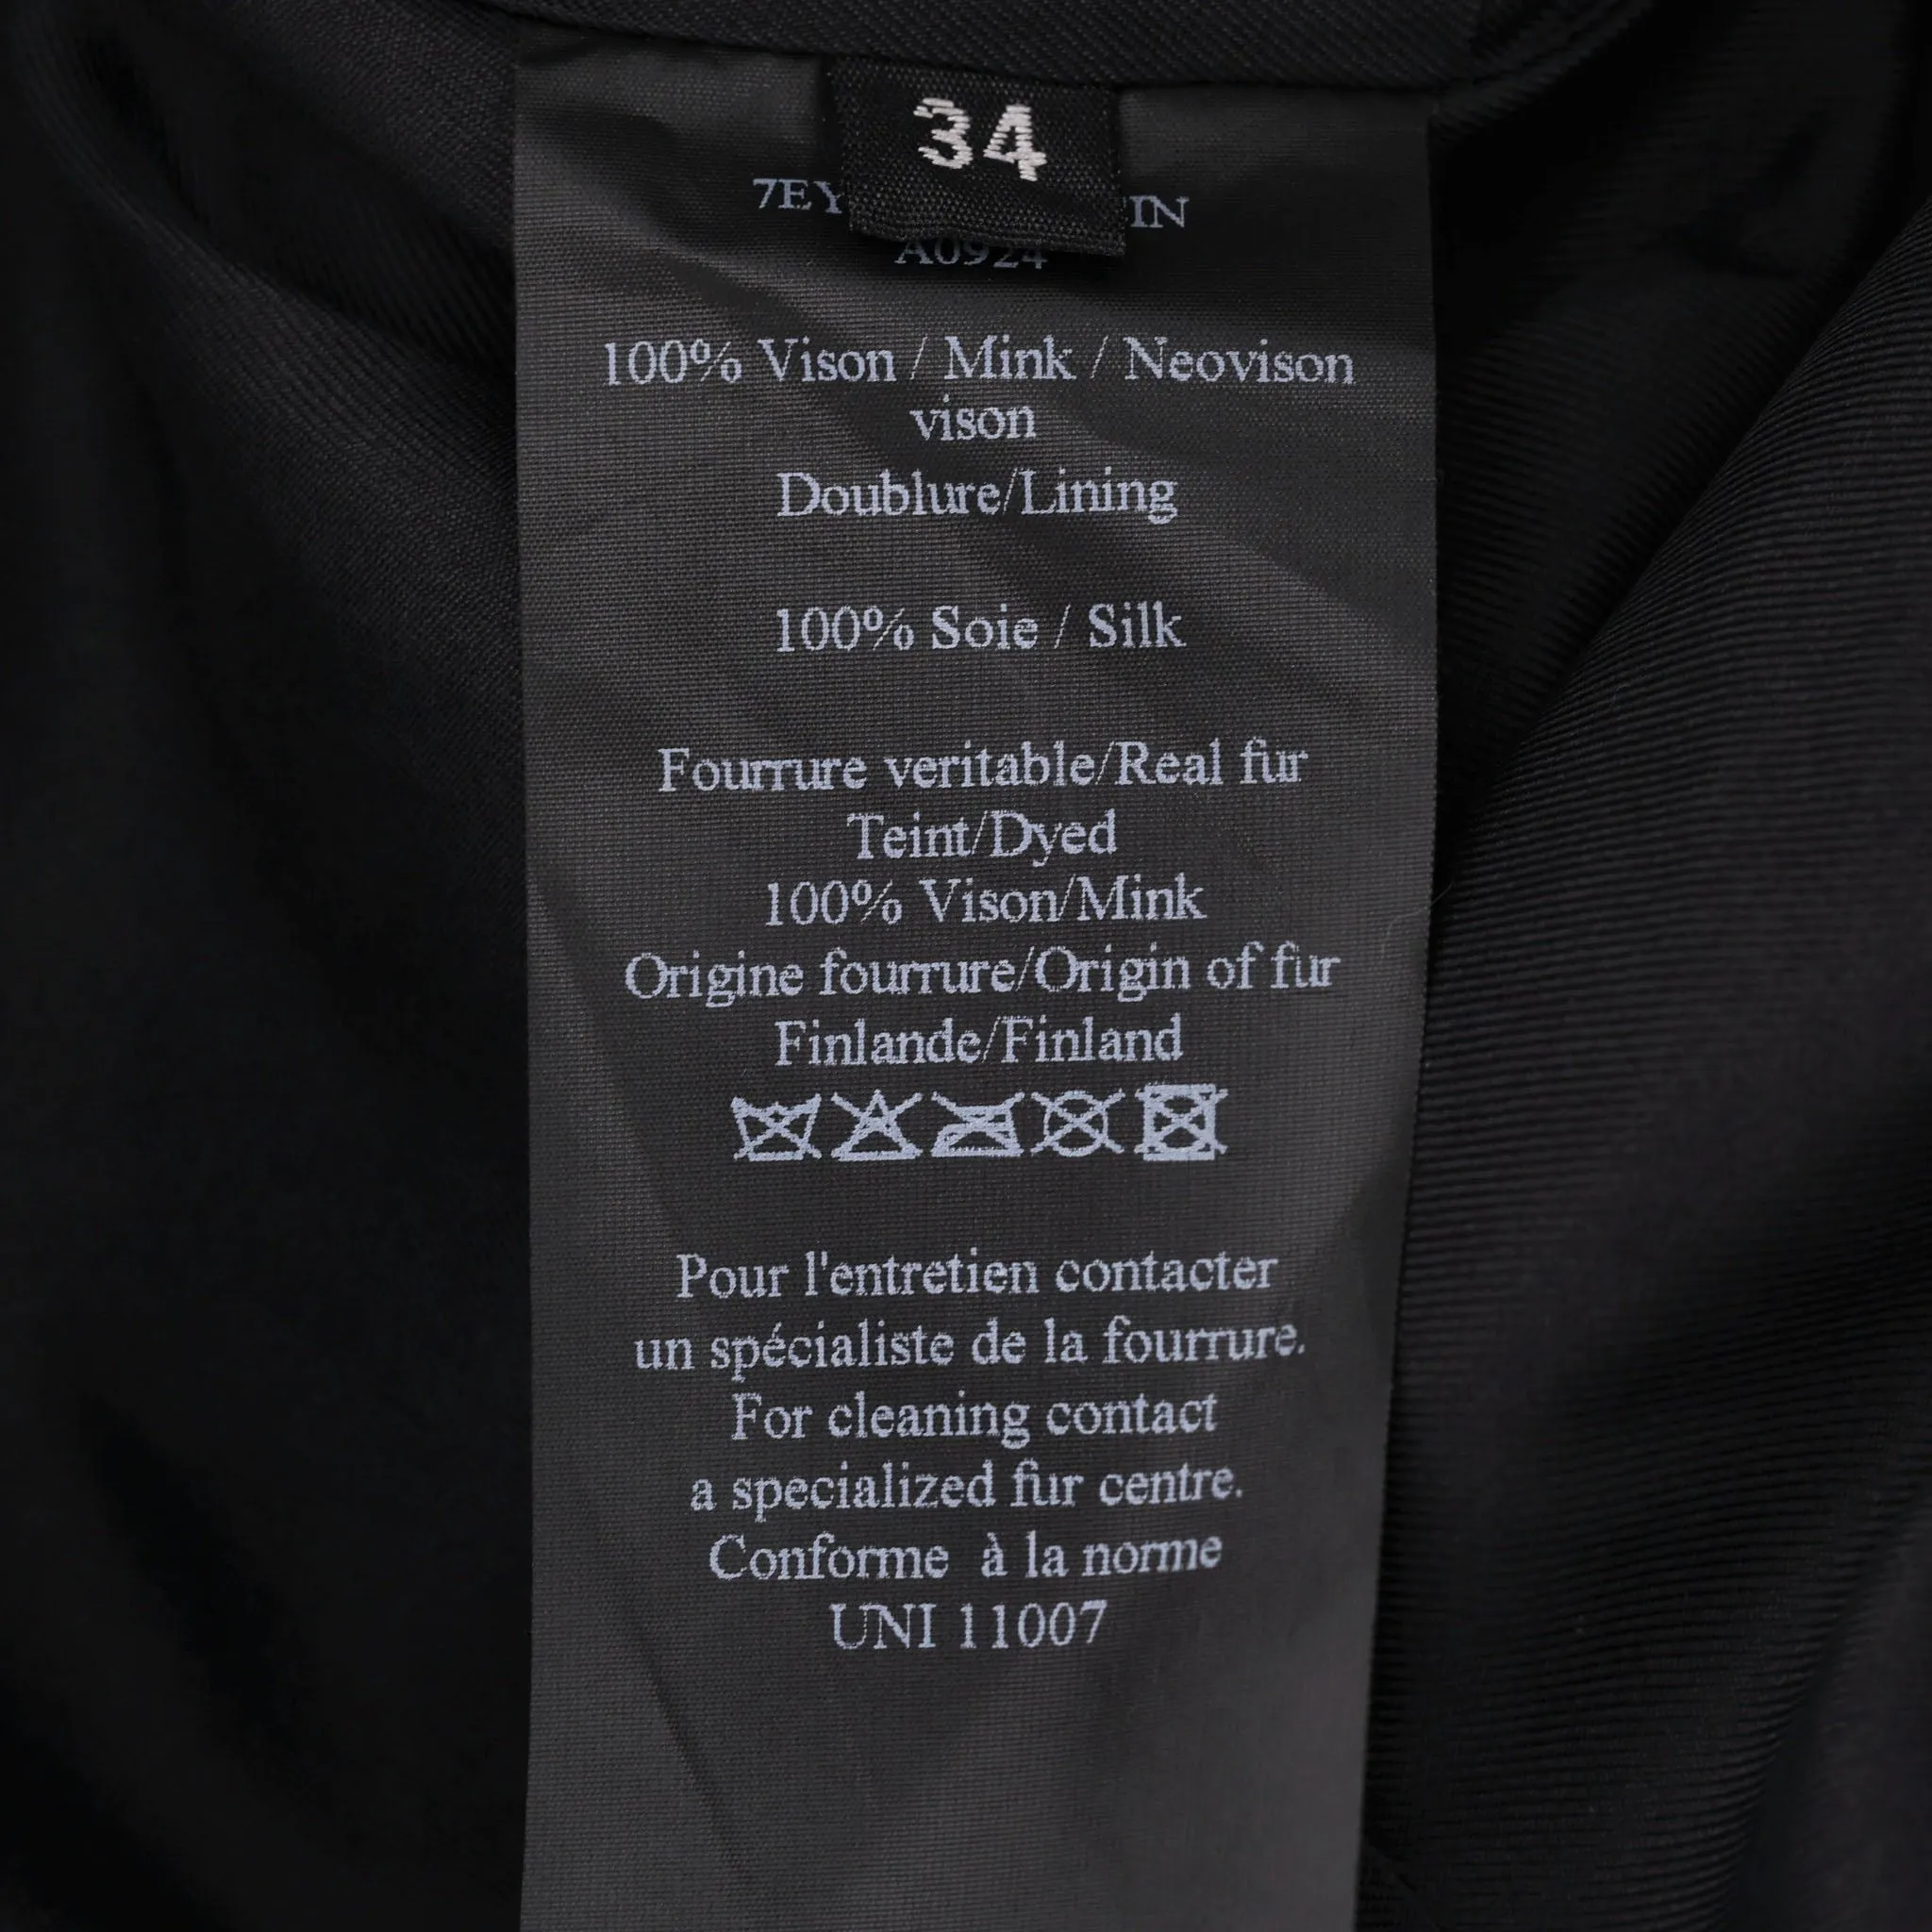 34
A0924
100% Vison / Mink / Neovison
vison
Doublure/Lining
100% Soie / Silk
Fourrure veritable/Real fur
Teint/Dyed
100% Vison/Mink
Origine fourrure/Origin of fur
Finlande/Finland
Pour l'entretien contacter
un spécialiste de la fourrure.
For cleaning contact
a specialized fur centre.
Conforme à la norme
UNI 11007